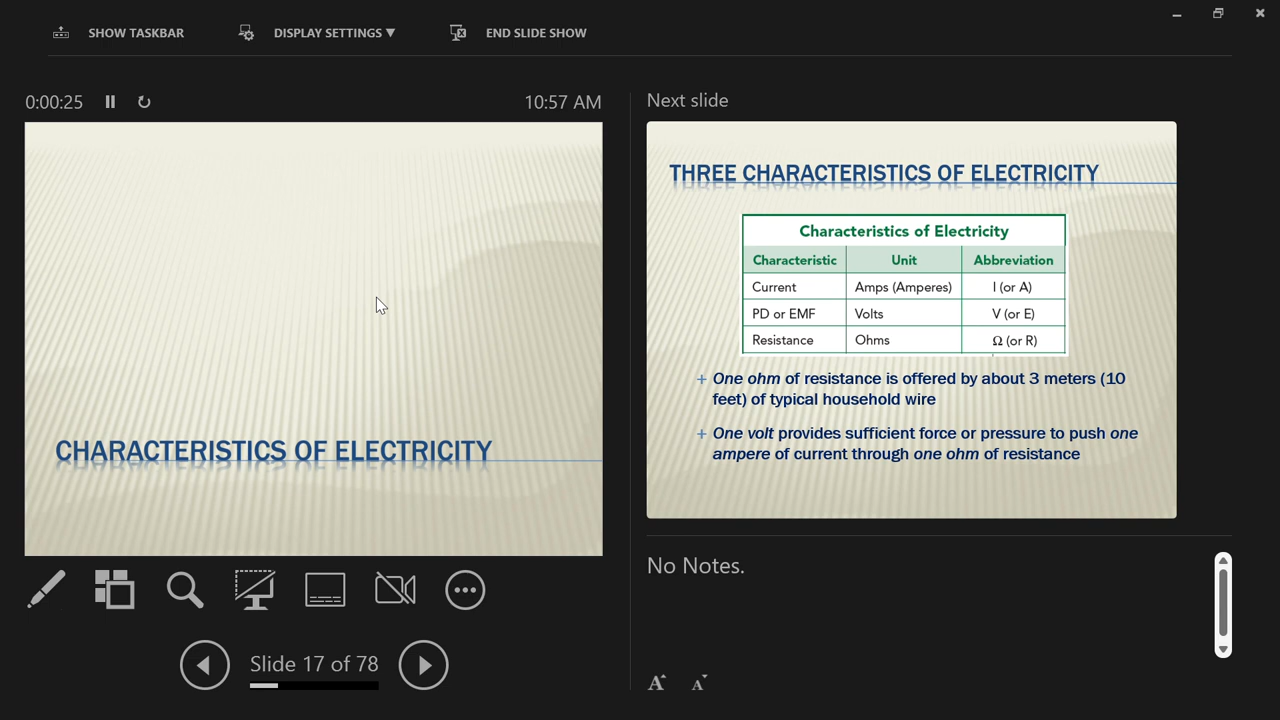 SHOW TASKBAR
DISPLAY SETTINGS ▼
END SLIDE SHOW
0:00:25
10:57 AM
CHARACTERISTICS OF ELECTRICITY
Slide 17 of 78
Next slide
THREE CHARACTERISTICS OF ELECTRICITY
Characteristics of Electricity
Characteristic Unit Abbreviation
Current Amps (Amperes) I (or A)
PD or EMF Volts V (or E)
Resistance Ohms Ω (or R)
+ One ohm of resistance is offered by about 3 meters (10
feet) of typical household wire
+ One volt provides sufficient force or pressure to push one
ampere of current through one ohm of resistance
No Notes.
A A